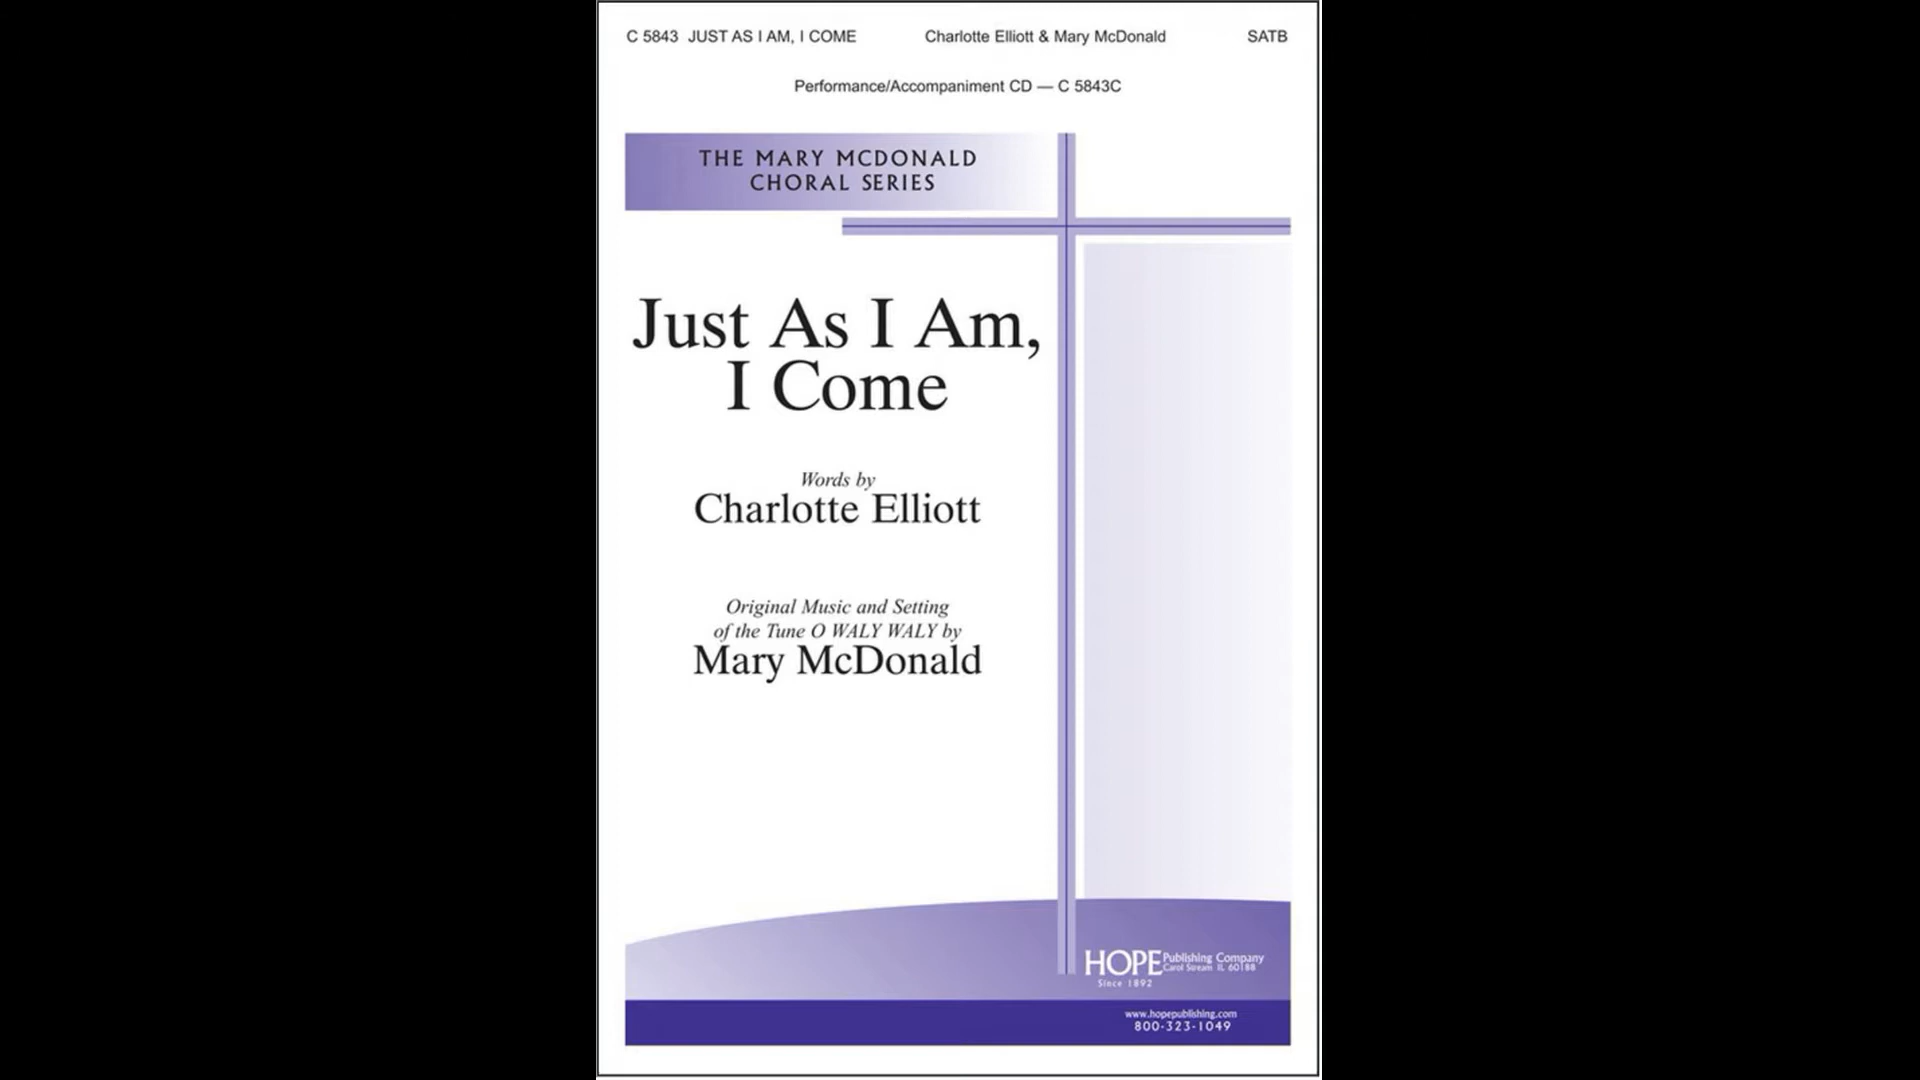 C 5843 JUST AS I AM, I COME Charlotte Elliott & Mary McDonald SATB
Performance/Accompaniment CD — C 5843C
THE MARY MCDONALD
CHORAL SERIES
Just As I Am,
I Come
Words by
Charlotte Elliott
Original Music and Setting
of the Tune O WALY WALY by
Mary McDonald
HOPE Publishing Company
Carol Stream IL 60188
Since 1892
www.hopepublishing.com
800-323-1049